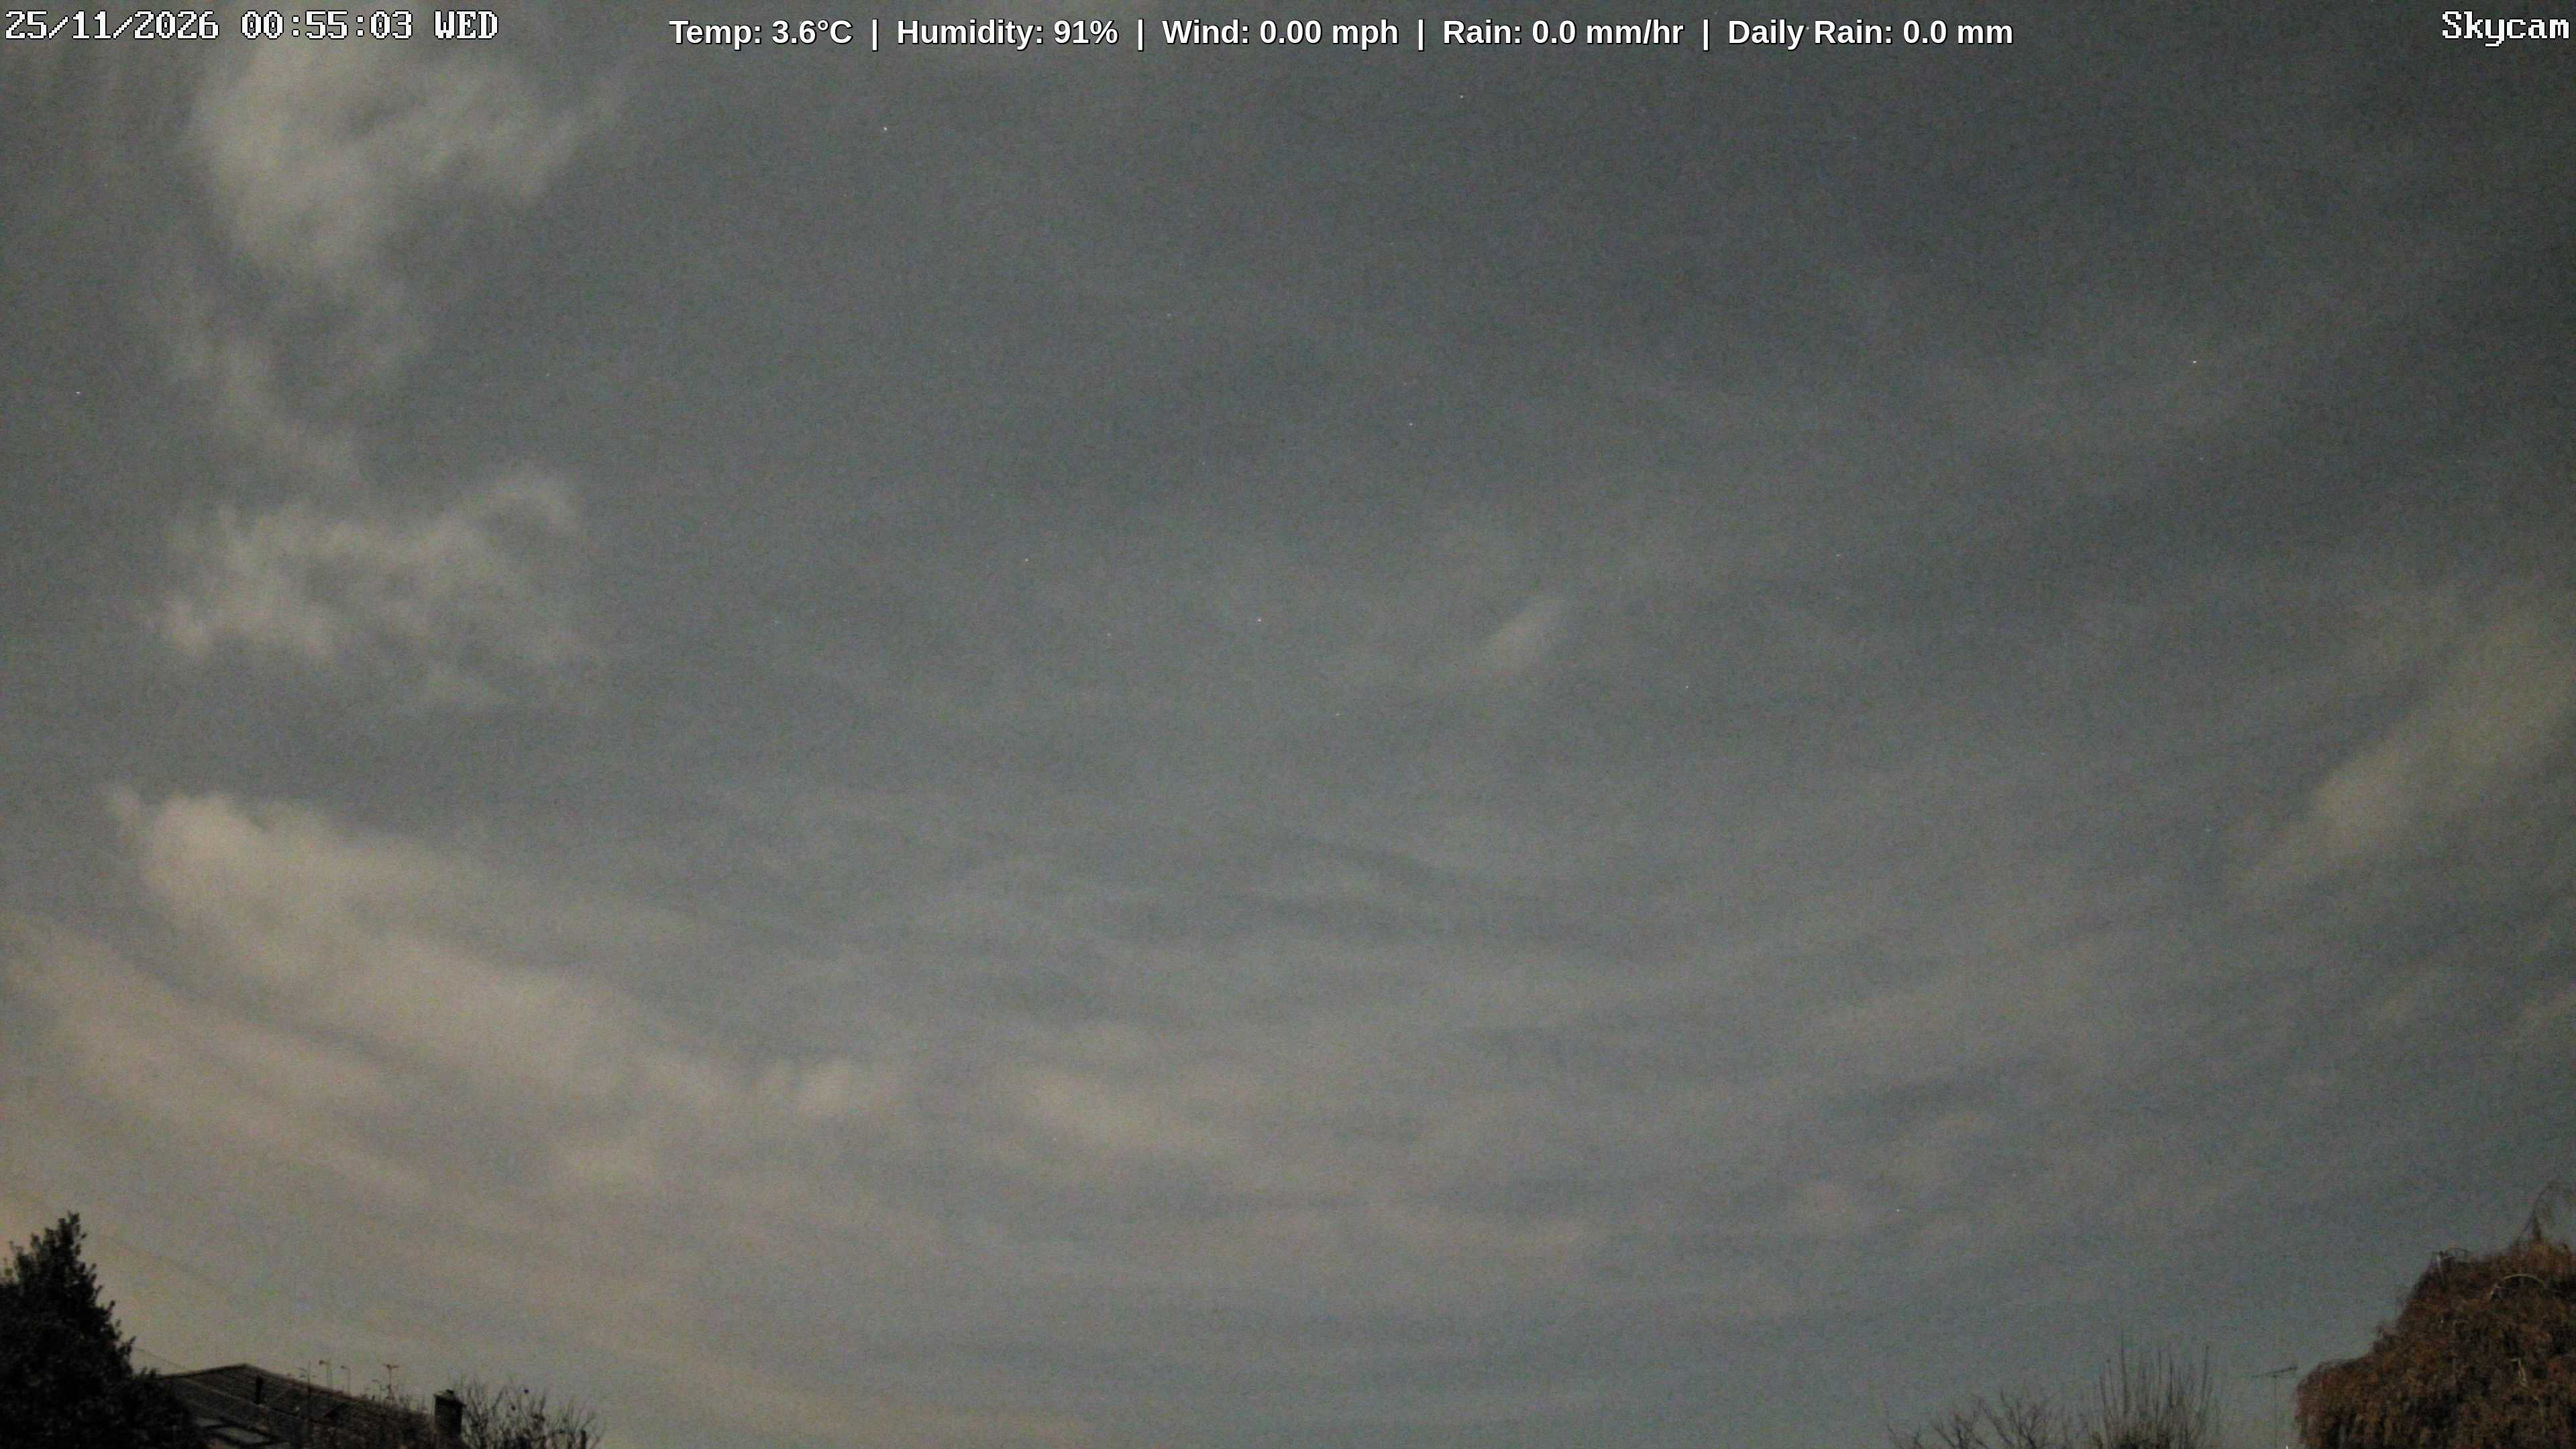 25/11/2026 00:55:03 WED
Temp: 3.6°C | Humidity: 91% | Wind: 0.00 mph | Rain: 0.0 mm/hr | Daily Rain: 0.0 mm
Skycam